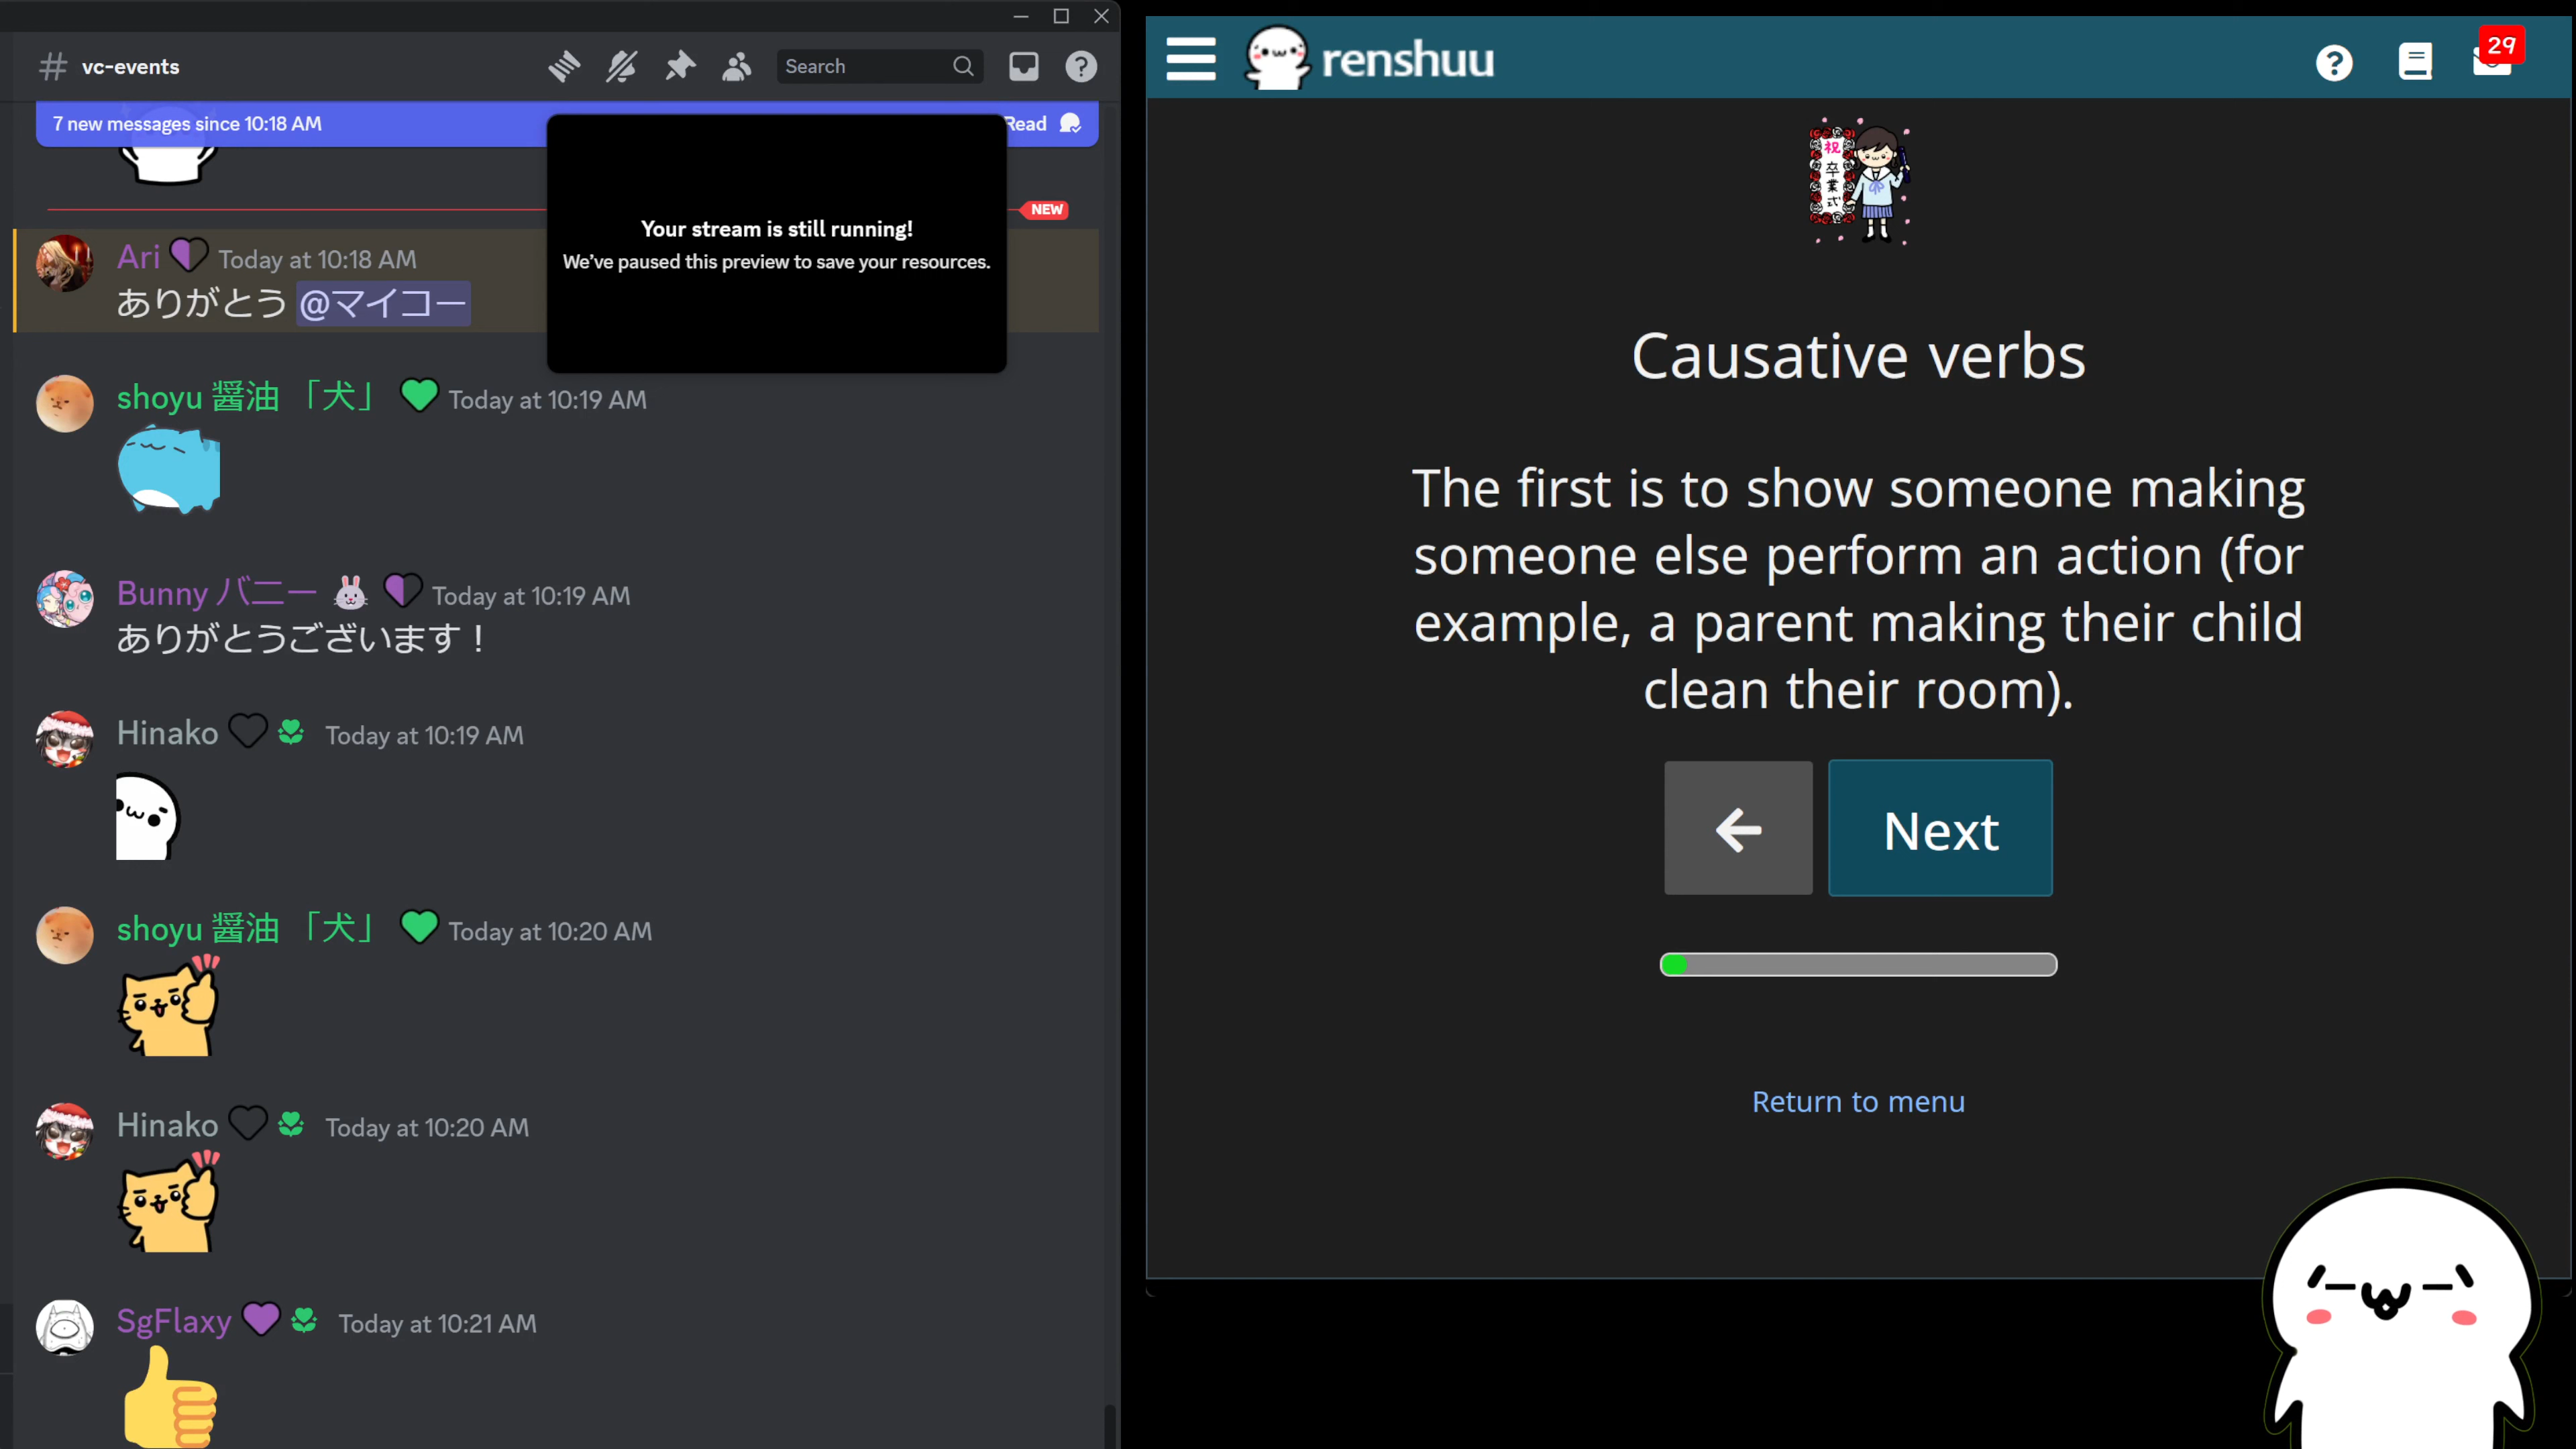 vc-events
Search
7 new messages since 10:18 AM
Read
NEW
Your stream is still running!
We've paused this preview to save your resources.
Ari Today at 10:18 AM
ありがとう @マイコー
shoyu 醤油 「犬」 Today at 10:19 AM
Bunny バニー Today at 10:19 AM
ありがとうございます！
Hinako Today at 10:19 AM
shoyu 醤油 「犬」 Today at 10:20 AM
Hinako Today at 10:20 AM
SgFlaxy Today at 10:21 AM
renshuu
29
祝卒業式
Causative verbs
The first is to show someone making
someone else perform an action (for
example, a parent making their child
clean their room).
Next
Return to menu